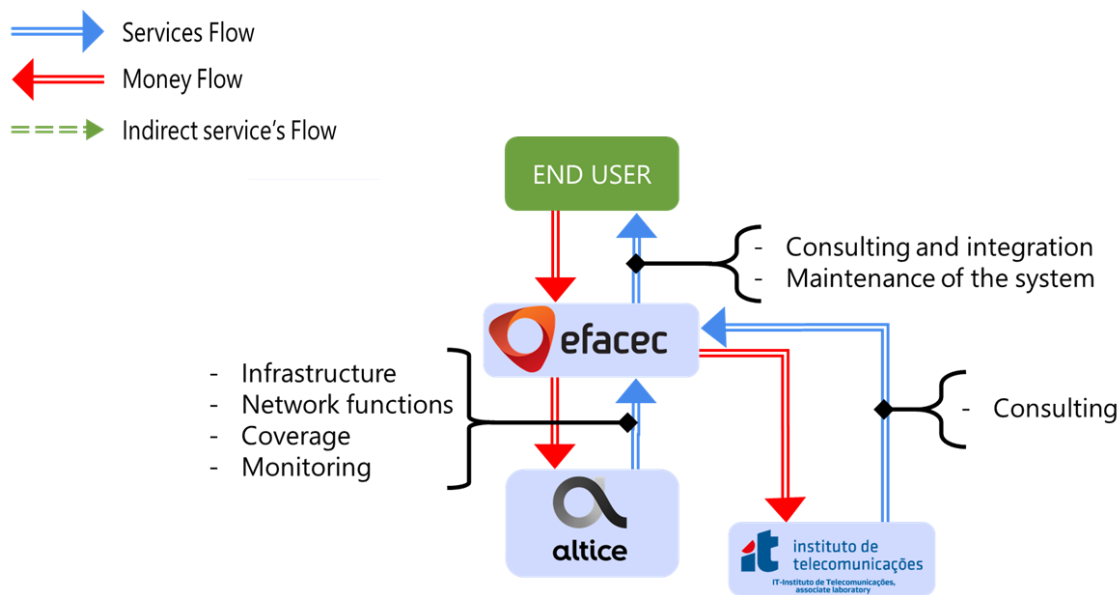 Services Flow
Money Flow
Indirect service's Flow
END USER
- Consulting and integration
- Maintenance of the system
efacec
- Infrastructure
- Network functions
- Coverage
- Monitoring
- Consulting
altice
it instituto de
telecomunicações
IT-Instituto de Telecomunicações,
associate laboratory